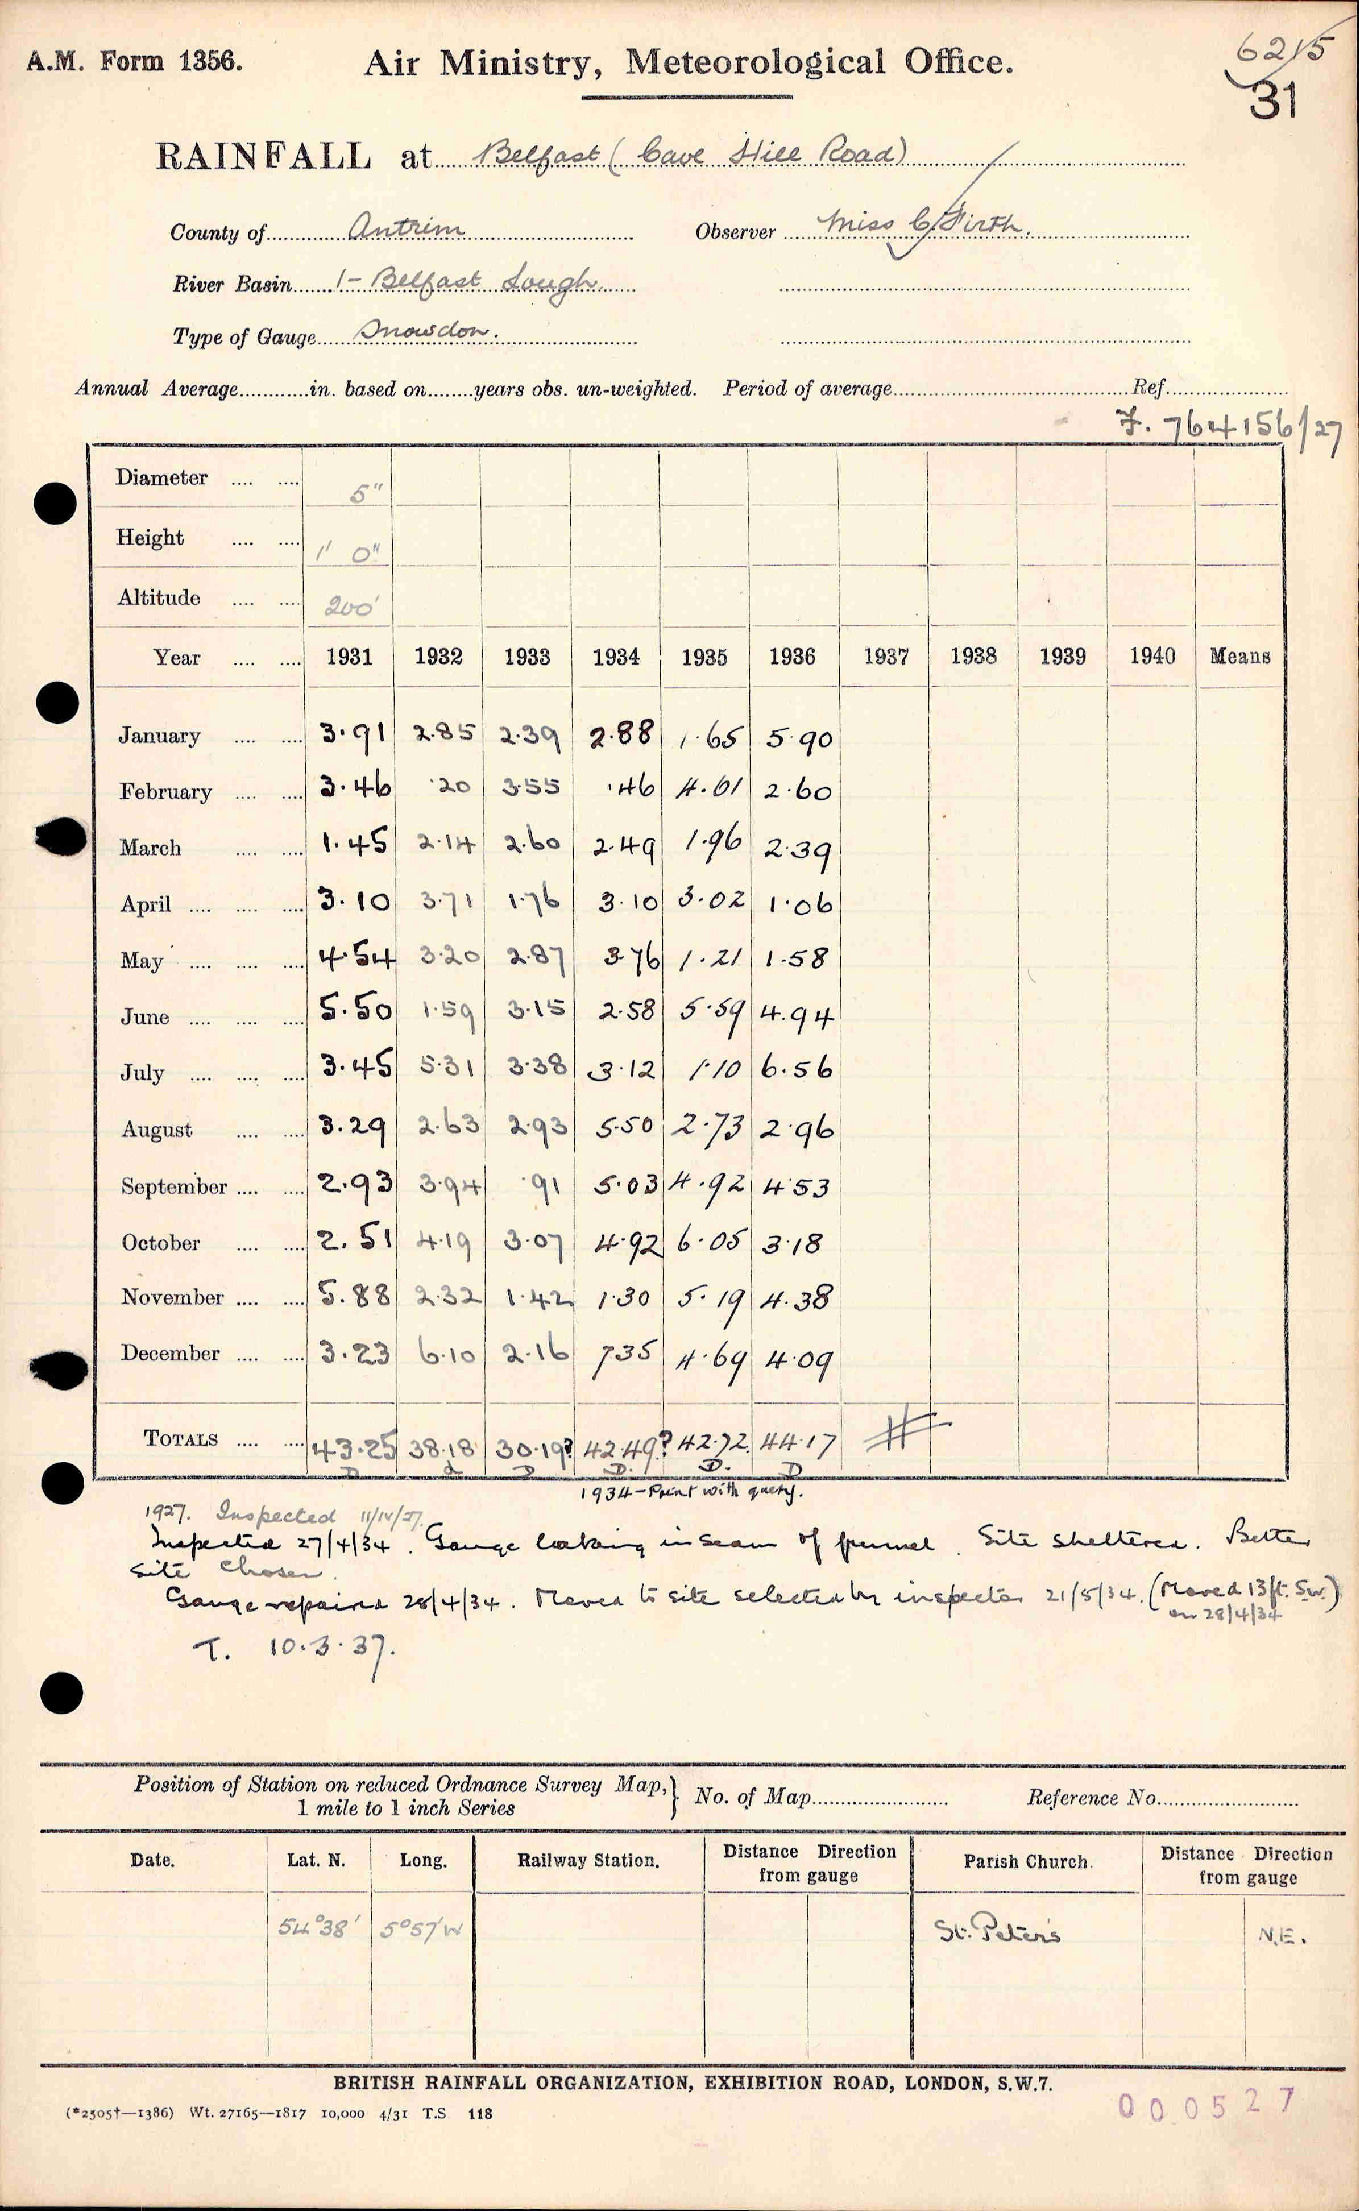 A.M. Form 1356.
Air Ministry, Meteorological Office.
6215
31
RAINFALL at Belfast (Cave Hill Road)
County of Antrim Observer Miss C. Firth.
River Basin 1- Belfast Lough
Type of Gauge Snowdon.
Annual Average in. based on years obs. un-weighted. Period of average Ref.
F. 764156/27
Diameter 5"
Height 1' 0"
Altitude 200'
Year 1931 1932 1933 1934 1935 1936 1937 1938 1939 1940 Means
January 3.91 2.85 2.39 2.88 1.65 5.90
February 3.46 .20 3.55 .46 4.61 2.60
March 1.45 2.14 2.60 2.49 1.96 2.39
April 3.10 3.71 1.76 3.10 3.02 1.06
May 4.54 3.20 2.87 3.76 1.21 1.58
June 5.50 1.59 3.15 2.58 5.59 4.94
July 3.45 5.31 3.38 3.12 1.10 6.56
August 3.29 2.63 2.93 5.50 2.73 2.96
September 2.93 3.94 .91 5.03 4.92 4.53
October 2.51 4.19 3.07 4.92 6.05 3.18
November 5.88 2.32 1.42 1.30 5.19 4.38
December 3.23 6.10 2.16 7.35 4.69 4.09
TOTALS 43.25 38.18 30.19? 42.49? 42.72 44.17
D D D. D. D
1934 - Print with query.
1927. Inspected 11/IV/27.
Inspected 27/4/34. Gauge leaking in seam of funnel. Site sheltered. Better
site chosen.
Gauge repaired 28/4/34. Moved to site selected by inspector 21/5/34. (Moved 13ft. SW.)
on 28/4/34
T. 10.3.37.
Position of Station on reduced Ordnance Survey Map, } No. of Map Reference No.
1 mile to 1 inch Series
Date. Lat. N. Long. Railway Station. Distance Direction from gauge Parish Church. Distance Direction from gauge
54°38' 5°57'W St. Peter's N.E.
BRITISH RAINFALL ORGANIZATION, EXHIBITION ROAD, LONDON, S.W.7.
(*2505†—1386) Wt. 27165—1817 10,000 4/31 T.S 118
000527